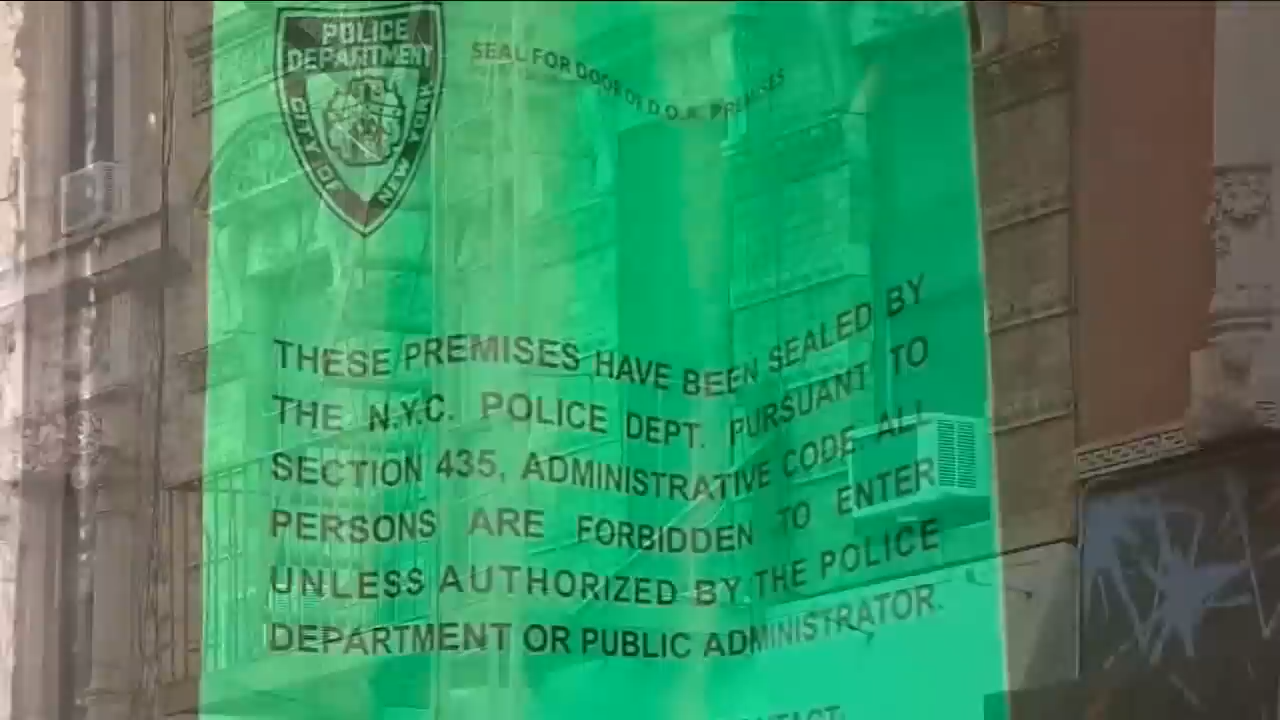 POLICE
DEPARTMENT
CITY OF NEW YORK
SEAL FOR DOOR OF D.O.A. PREMISES
THESE PREMISES HAVE BEEN SEALED BY
THE N.Y.C. POLICE DEPT. PURSUANT TO
SECTION 435, ADMINISTRATIVE CODE. ALL
PERSONS ARE FORBIDDEN TO ENTER
UNLESS AUTHORIZED BY THE POLICE
DEPARTMENT OR PUBLIC ADMINISTRATOR.